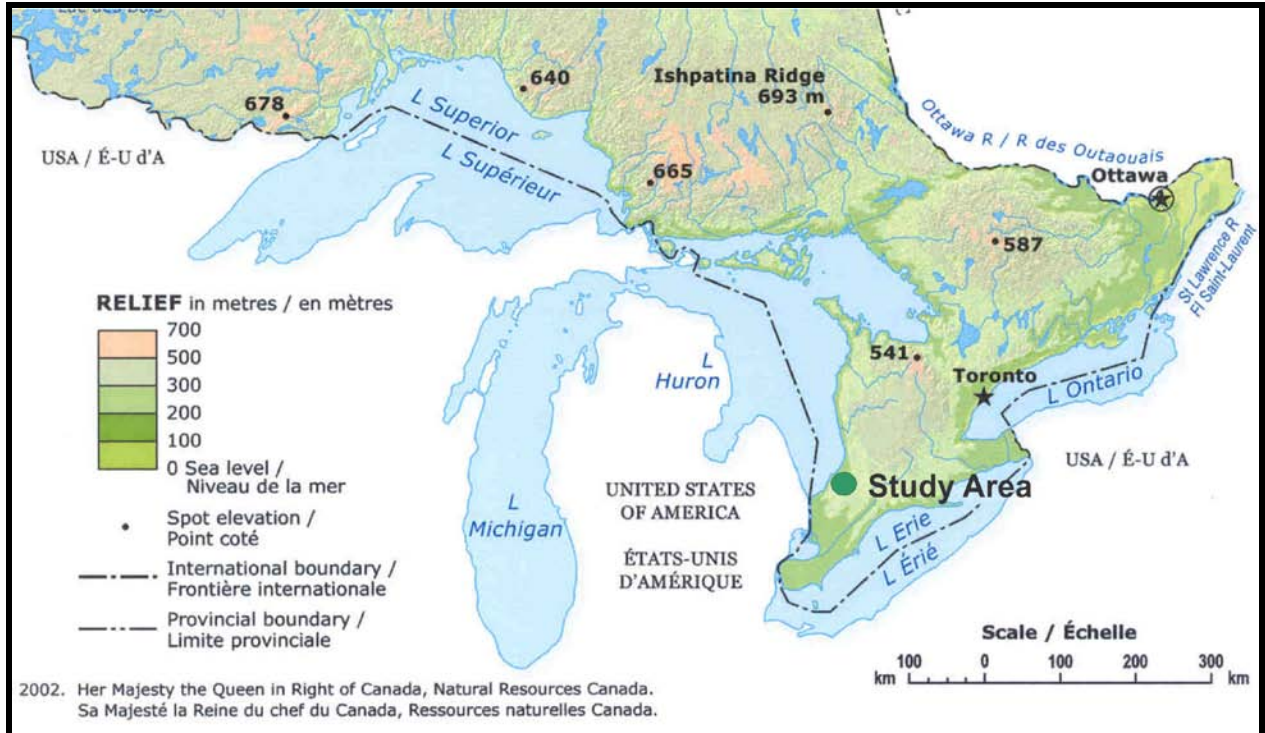 640
Ishpatina Ridge
693 m
678
L Superior
L Supérieur
Ottawa R / R des Outaouais
USA / É-U d'A
665
Ottawa
587
St Lawrence R
Fl Saint-Laurent
RELIEF in metres / en mètres
700
500
300
200
100
0 Sea level /
Niveau de la mer
541
L
Huron
Toronto
L Ontario
USA / É-U d'A
Study Area
UNITED STATES
OF AMERICA
ÉTATS-UNIS
D'AMÉRIQUE
L
Michigan
L Erie
L Érié
Spot elevation /
Point coté
International boundary /
Frontière internationale
Provincial boundary /
Limite provinciale
Scale / Échelle
100 0 100 200 300
km km
2002. Her Majesty the Queen in Right of Canada, Natural Resources Canada.
Sa Majesté la Reine du chef du Canada, Ressources naturelles Canada.